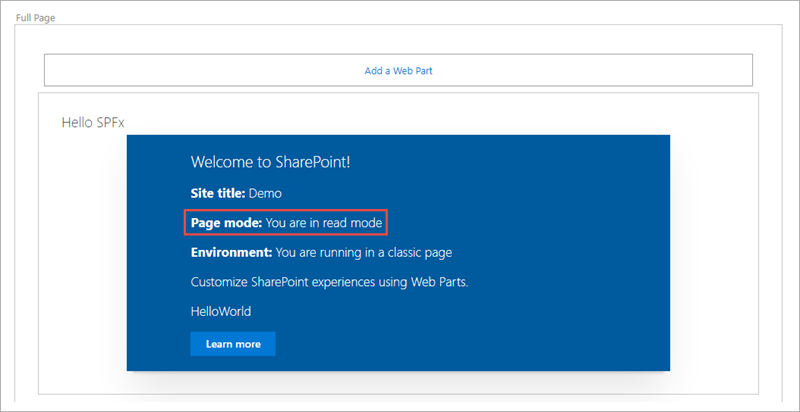 Full Page
Add a Web Part
Hello SPFx
Welcome to SharePoint!
Site title: Demo
Page mode: You are in read mode
Environment: You are running in a classic page
Customize SharePoint experiences using Web Parts.
HelloWorld
Learn more